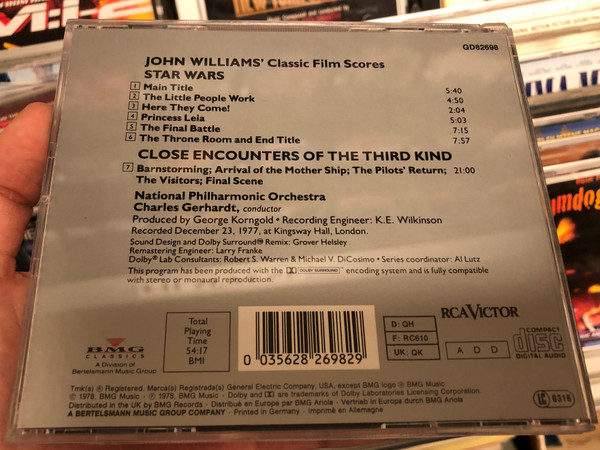 GD82698
JOHN WILLIAMS' Classic Film Scores
STAR WARS
1 Main Title 5:40
2 The Little People Work 4:50
3 Here They Come! 2:04
4 Princess Leia 5:03
5 The Final Battle 7:15
6 The Throne Room and End Title 7:57
CLOSE ENCOUNTERS OF THE THIRD KIND
7 Barnstorming; Arrival of the Mother Ship; The Pilots' Return; 21:00
The Visitors; Final Scene
National Philharmonic Orchestra
Charles Gerhardt, conductor
Produced by George Korngold • Recording Engineer: K.E. Wilkinson
Recorded December 23, 1977, at Kingsway Hall, London.
Sound Design and Dolby Surround™ Remix: Grover Helsley
Remastering Engineer: Larry Franke
Dolby® Lab Consultants: Robert S. Warren & Michael V. DiCosimo • Series coordinator: Al Lutz
This program has been produced with the DOLBY SURROUND™ encoding system and is fully compatible
with stereo or monaural reproduction.
BMG
CLASSICS
A Division of
Bertelsmann Music Group
Total
Playing
Time
54:17
BMI
0 035628 269829
D: QH
F: RC610
UK: QK
RCA VICTOR
A D D
COMPACT
disc
DIGITAL AUDIO
Tmk(s) ® Registered. Marca(s) Registrada(s) General Electric Company, USA, except BMG logo ® BMG Music
℗ 1978, BMG Music. • © 1978, BMG Music • Dolby and are trademarks of Dolby Laboratories Licensing Corporation.
Distributed in the UK by BMG Records • Distribué en Europe par BMG Ariola • Vertrieb in Europa durch BMG Ariola
A BERTELSMANN MUSIC GROUP COMPANY • Printed in Germany • Imprimé en Allemagne
LC 0316